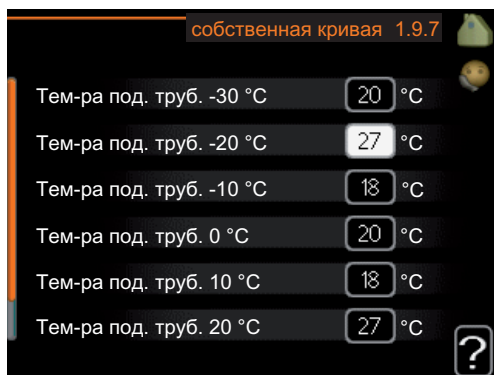 собственная кривая 1.9.7
Тем-ра под. труб. -30 °C 20 °C
Тем-ра под. труб. -20 °C 27 °C
Тем-ра под. труб. -10 °C 18 °C
Тем-ра под. труб. 0 °C 20 °C
Тем-ра под. труб. 10 °C 18 °C
Тем-ра под. труб. 20 °C 27 °C
?